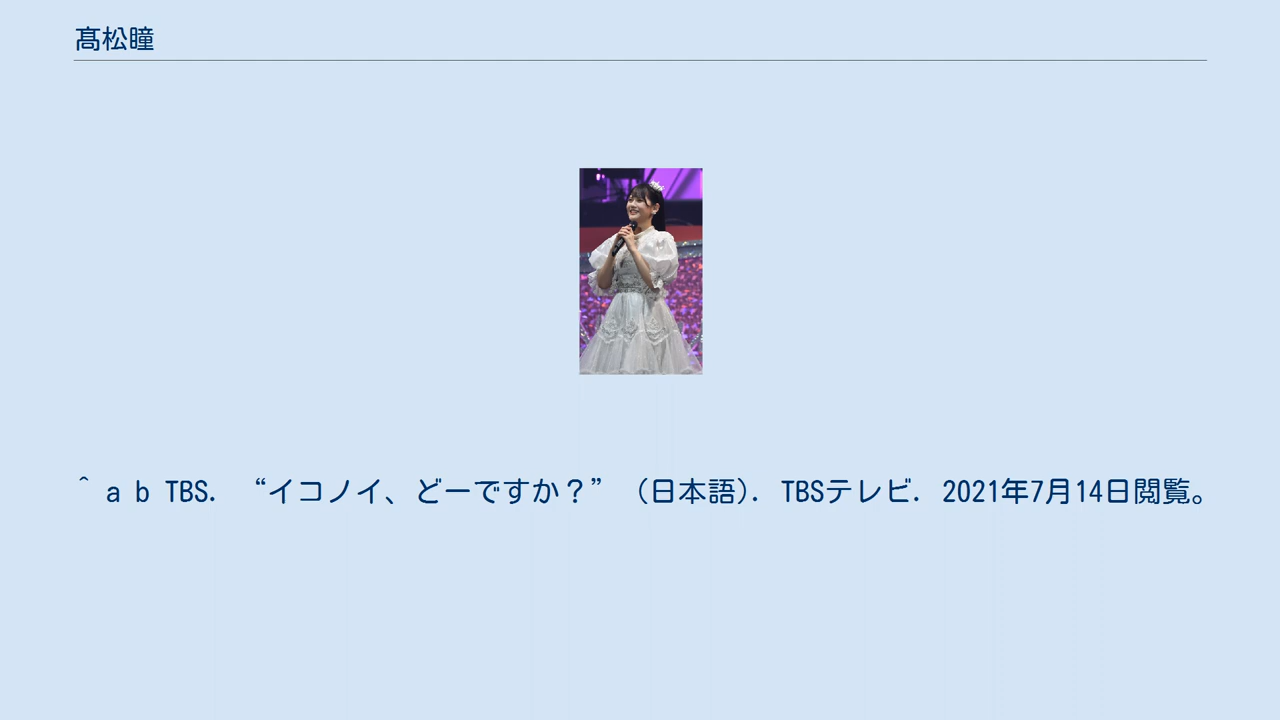 髙松瞳
^ a b TBS. “イコノイ、どーですか？” (日本語). TBSテレビ. 2021年7月14日閲覧。